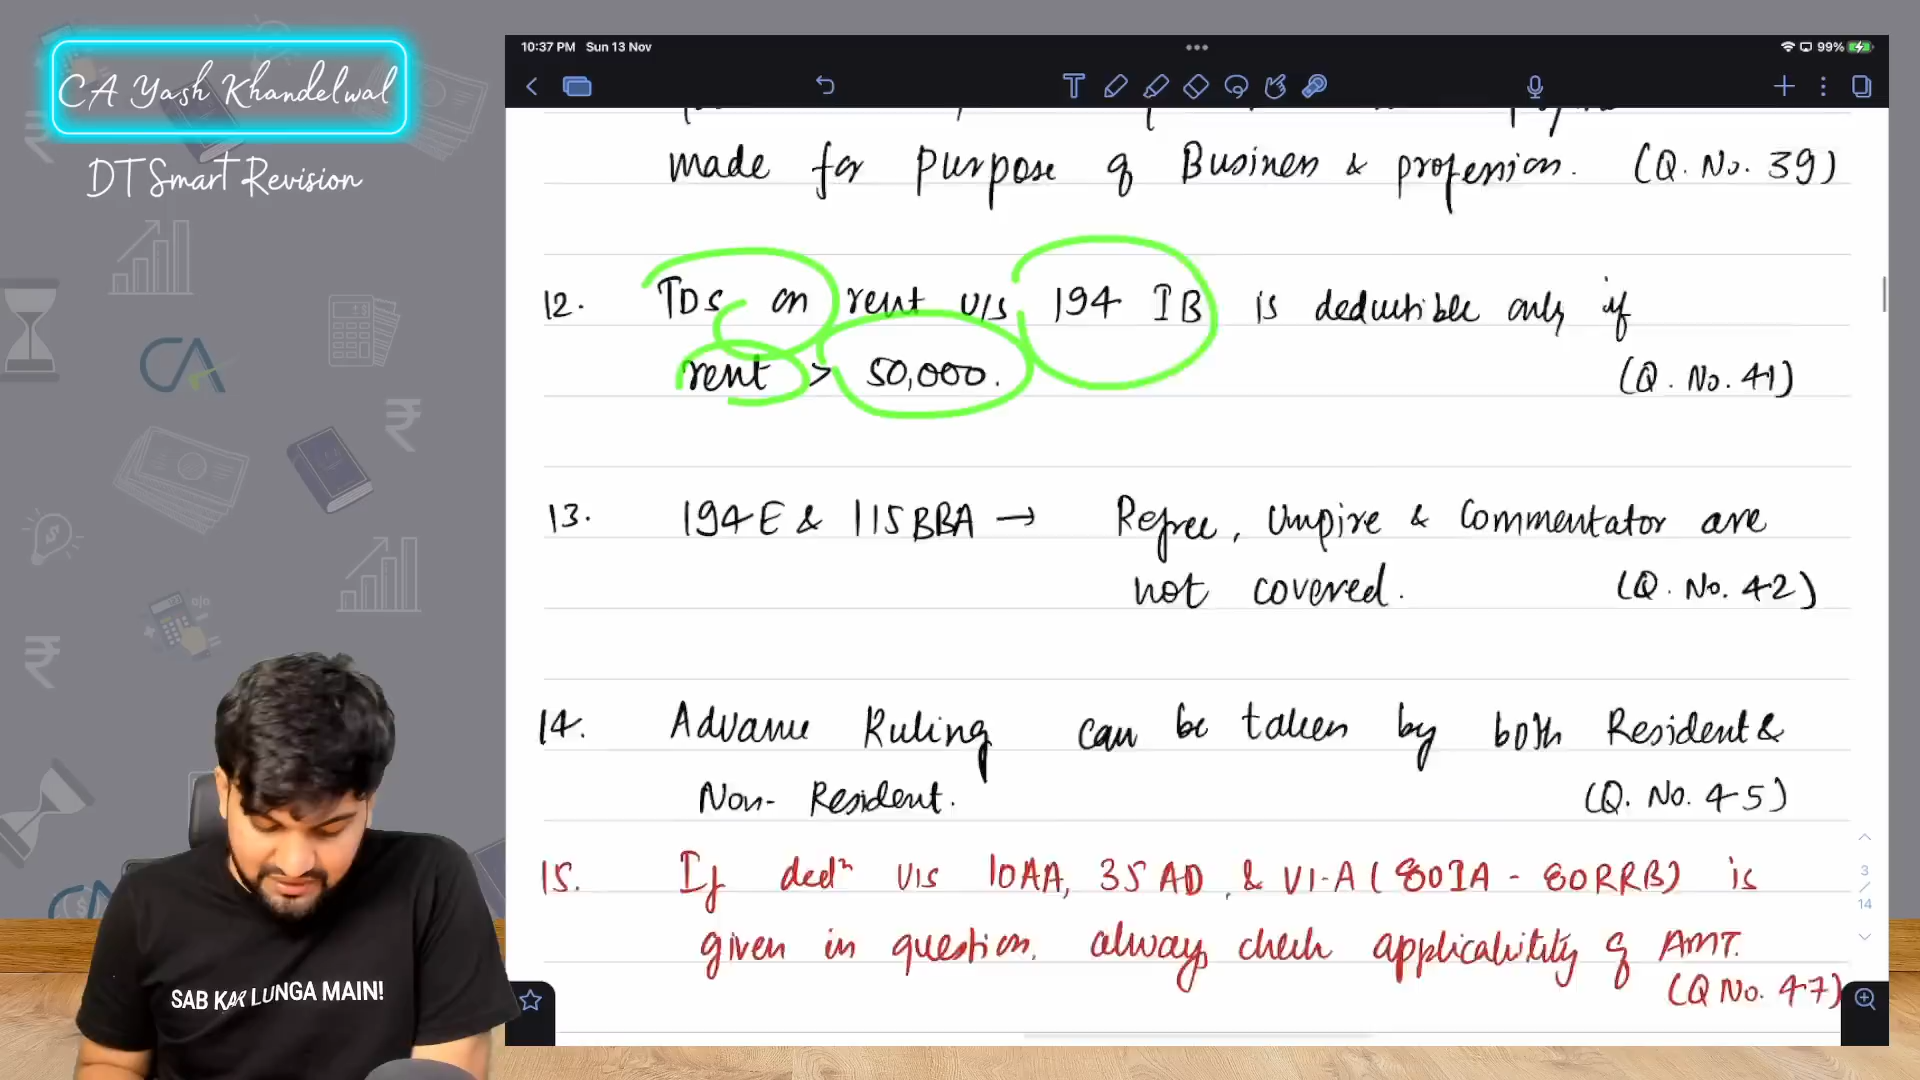 CA Yash Khandelwal
DT Smart Revision
10:37 PM Sun 13 Nov
99%
made for purpose of Business & profession. (Q. No. 39)
12. TDS on rent u/s 194 IB is deductible only if
rent > 50,000. (Q. No. 41)
13. 194E & 115BBA → Refree, Umpire & Commentator are
not covered. (Q. No. 42)
14. Advance Ruling can be taken by both Resident &
Non-Resident. (Q. No. 45)
15. If dedⁿ u/s 10AA, 35AD, & VI-A (80IA - 80RRB) is
given in question, always check applicability of AMT.
(Q No. 47)
3
14
CA
SAB KAR LUNGA MAIN!